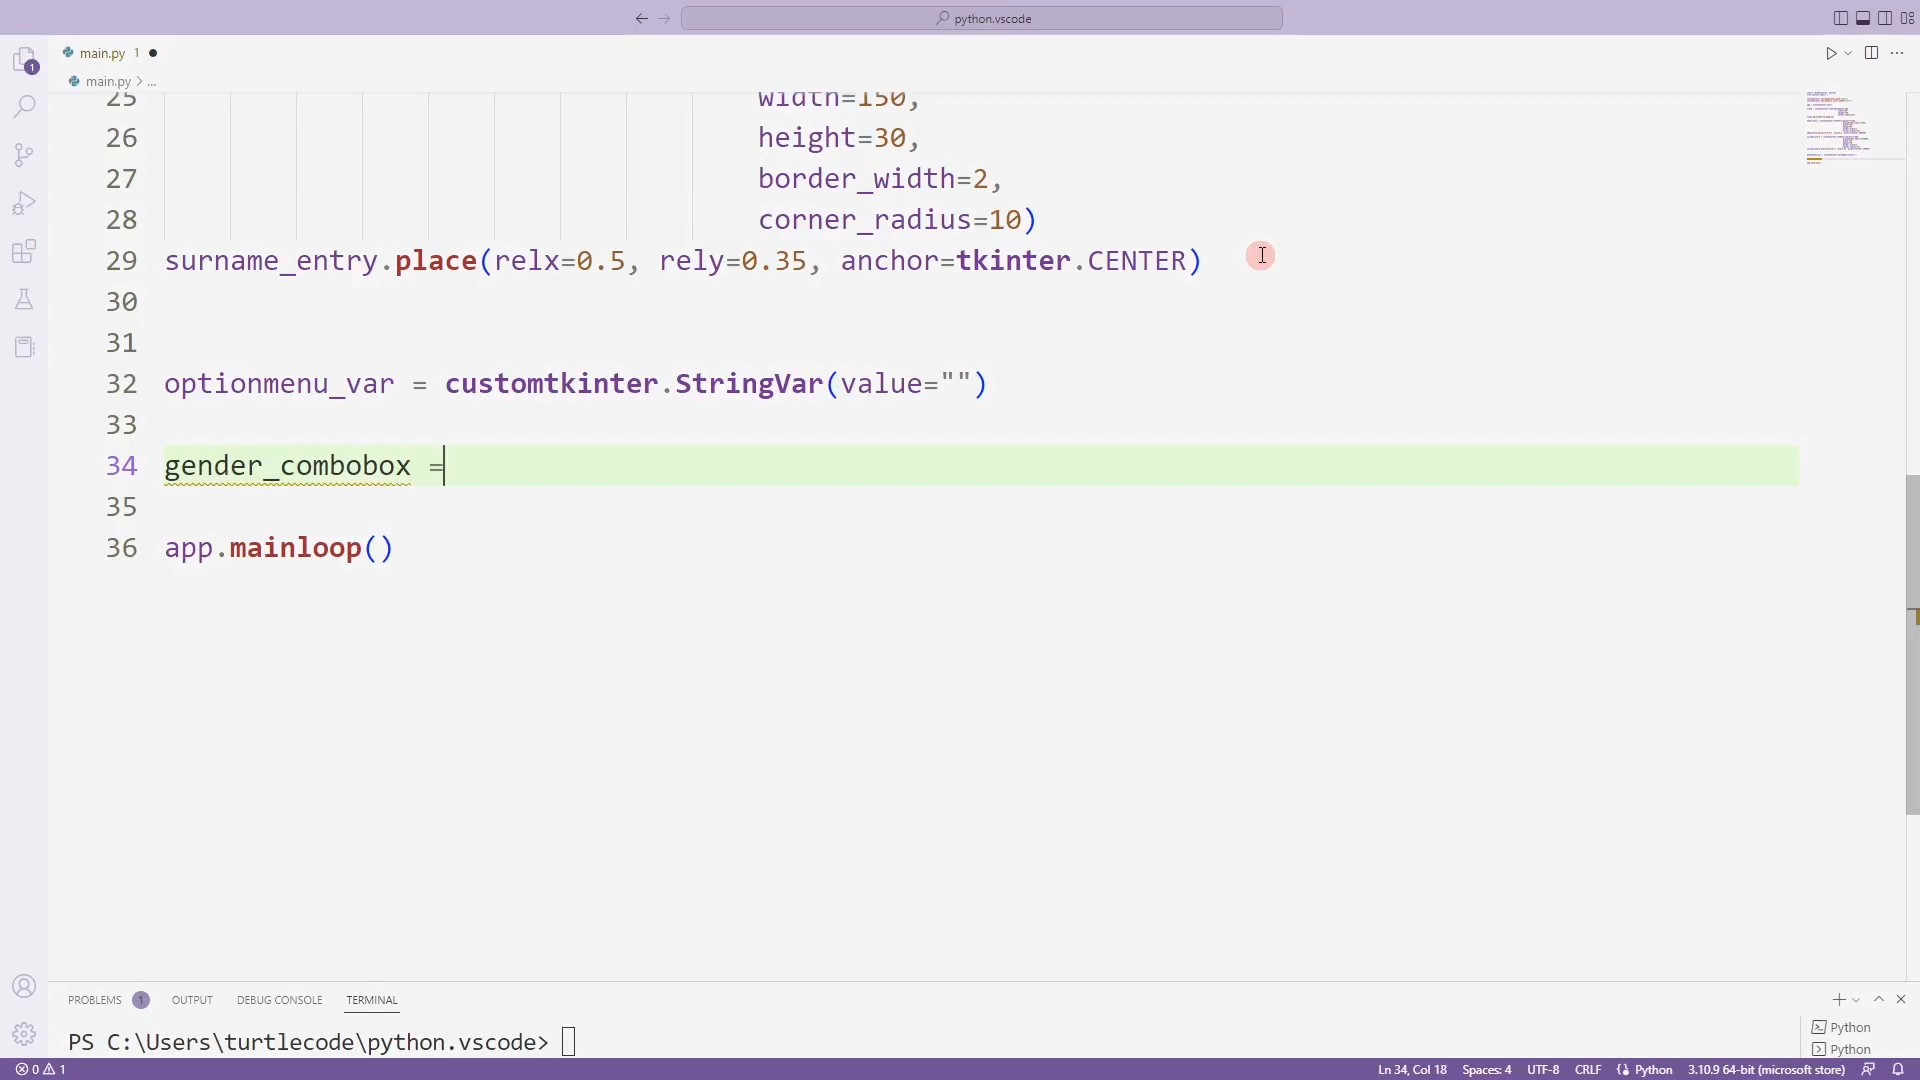 python.vscode
main.py 1
main.py > ...
25 width=150,
26 height=30,
27 border_width=2,
28 corner_radius=10)
29 surname_entry.place(relx=0.5, rely=0.35, anchor=tkinter.CENTER)
30
31
32 optionmenu_var = customtkinter.StringVar(value="")
33
34 gender_combobox =
35
36 app.mainloop()
PROBLEMS 1 OUTPUT DEBUG CONSOLE TERMINAL
PS C:\Users\turtlecode\python.vscode>
Python
Python
0 1 Ln 34, Col 18 Spaces: 4 UTF-8 CRLF Python 3.10.9 64-bit (microsoft store)
1